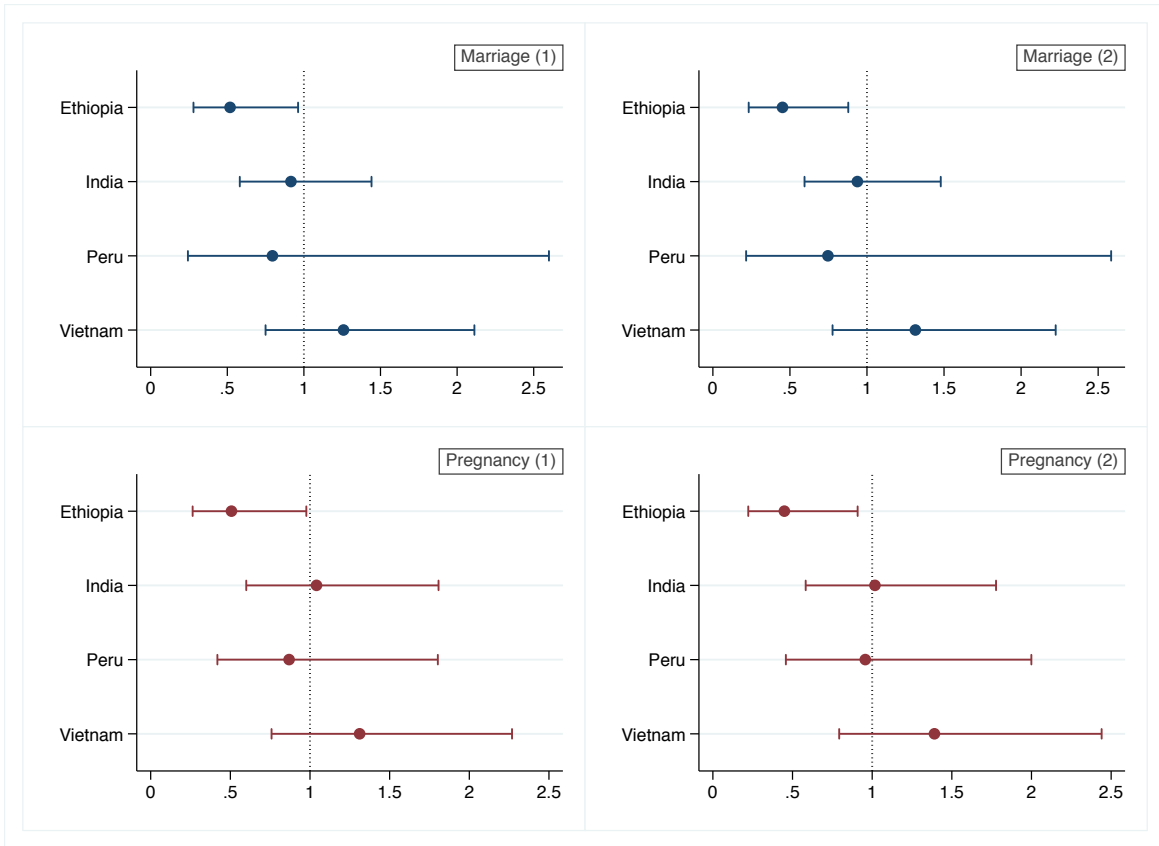 Marriage (1)
Ethiopia
India
Peru
Vietnam
0 .5 1 1.5 2 2.5
Marriage (2)
Ethiopia
India
Peru
Vietnam
0 .5 1 1.5 2 2.5
Pregnancy (1)
Ethiopia
India
Peru
Vietnam
0 .5 1 1.5 2 2.5
Pregnancy (2)
Ethiopia
India
Peru
Vietnam
0 .5 1 1.5 2 2.5